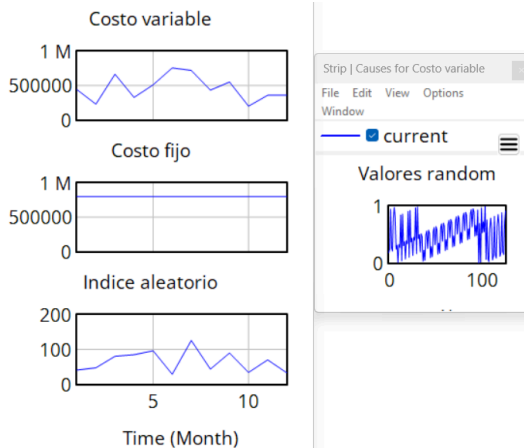 Costo variable
1 M
500000
0
Costo fijo
1 M
500000
0
Indice aleatorio
200
100
0
5 10
Time (Month)
Strip | Causes for Costo variable
File Edit View Options
Window
current
Valores random
1
0
0 100